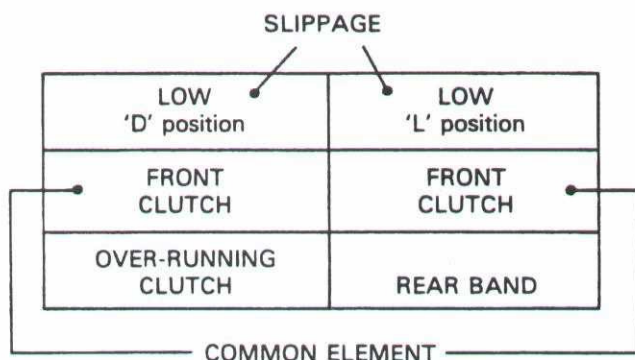 SLIPPAGE
LOW
'D' position
LOW
'L' position
FRONT
CLUTCH
FRONT
CLUTCH
OVER-RUNNING
CLUTCH
REAR BAND
COMMON ELEMENT